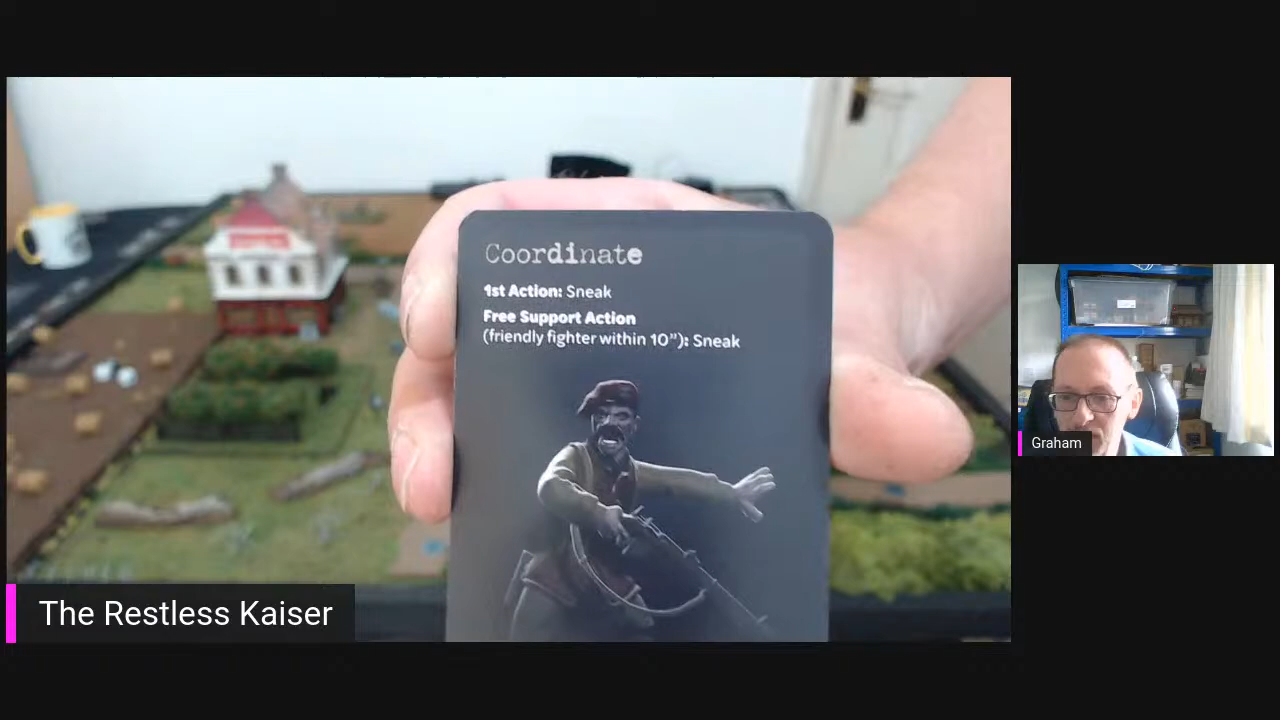 Coordinate
1st Action: Sneak
Free Support Action
(friendly fighter within 10”): Sneak
The Restless Kaiser
Graham